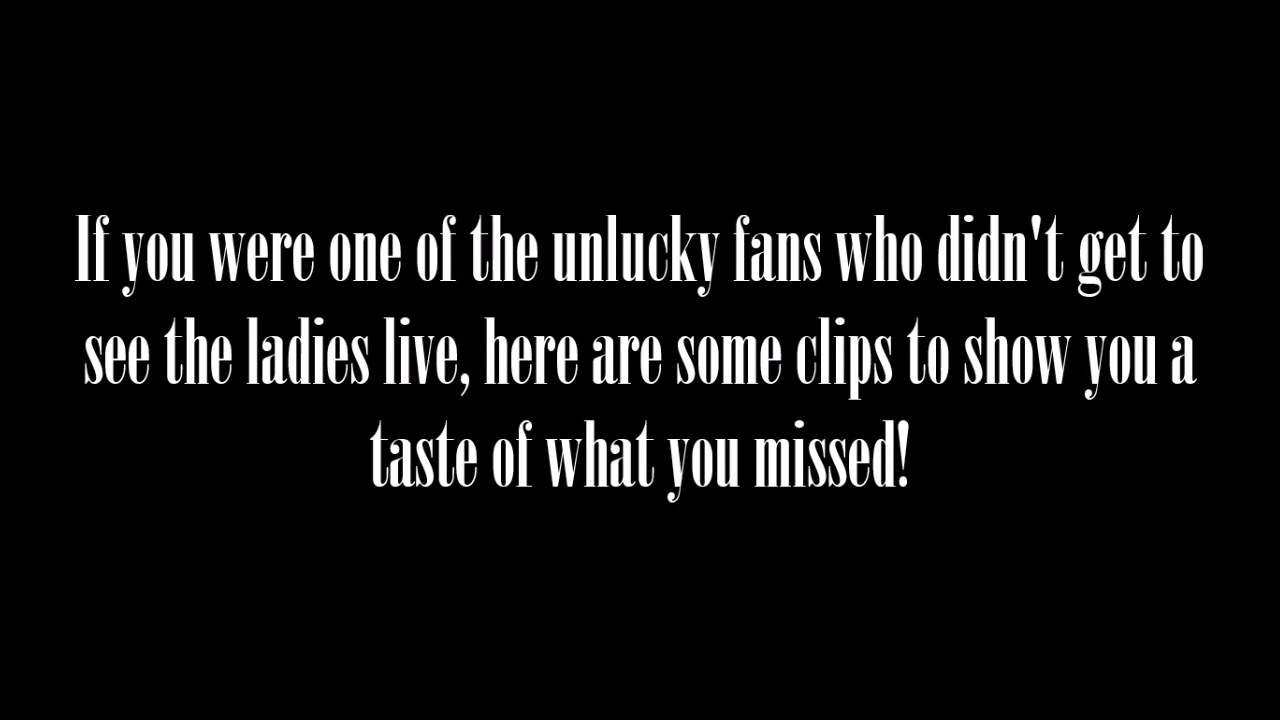 If you were one of the unlucky fans who didn't get to
see the ladies live, here are some clips to show you a
taste of what you missed!